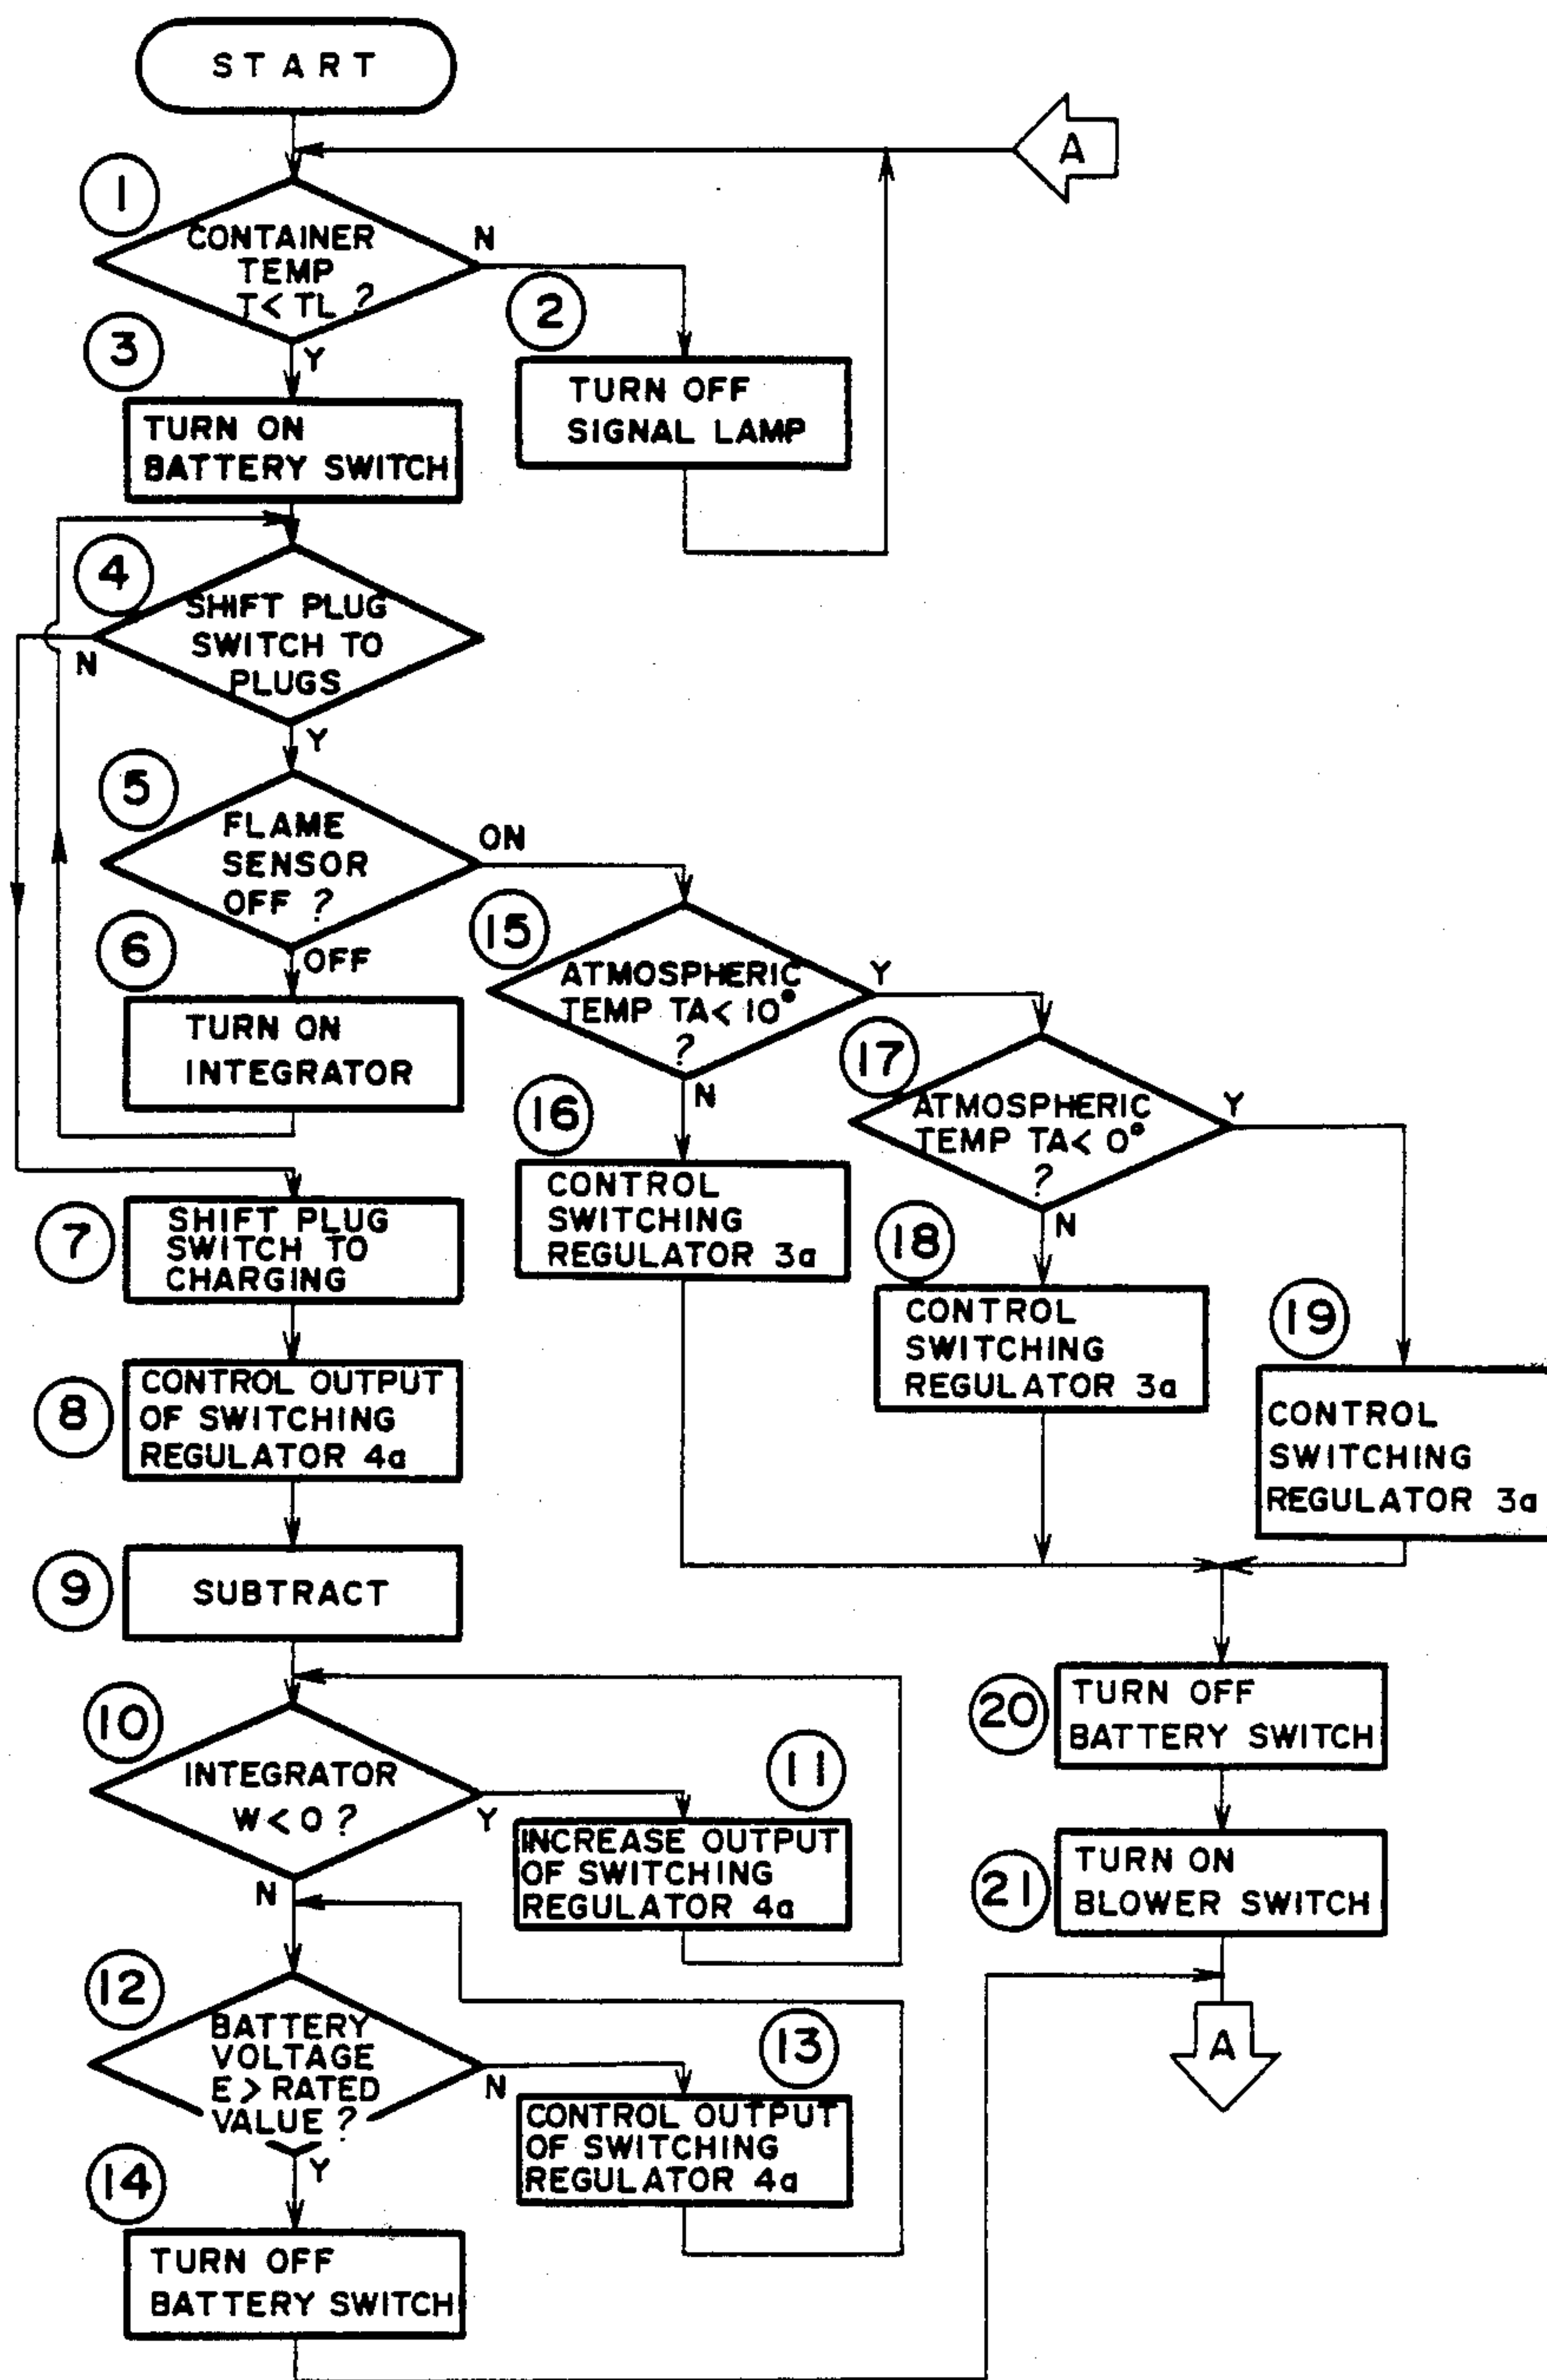 START
A
1
CONTAINER
TEMP
T < TL ?
N
Y
2
TURN OFF
SIGNAL LAMP
3
TURN ON
BATTERY SWITCH
4
SHIFT PLUG
SWITCH TO
PLUGS
N
Y
5
FLAME
SENSOR
OFF ?
ON
OFF
6
TURN ON
INTEGRATOR
7
SHIFT PLUG
SWITCH TO
CHARGING
8
CONTROL OUTPUT
OF SWITCHING
REGULATOR 4a
9
SUBTRACT
10
INTEGRATOR
W < 0 ?
Y
N
11
INCREASE OUTPUT
OF SWITCHING
REGULATOR 4a
12
BATTERY
VOLTAGE
E > RATED
VALUE ?
N
Y
13
CONTROL OUTPUT
OF SWITCHING
REGULATOR 4a
14
TURN OFF
BATTERY SWITCH
15
ATMOSPHERIC
TEMP TA < 10°
?
Y
N
16
CONTROL
SWITCHING
REGULATOR 3a
17
ATMOSPHERIC
TEMP TA < 0°
?
Y
N
18
CONTROL
SWITCHING
REGULATOR 3a
19
CONTROL
SWITCHING
REGULATOR 3a
20
TURN OFF
BATTERY SWITCH
21
TURN ON
BLOWER SWITCH
A